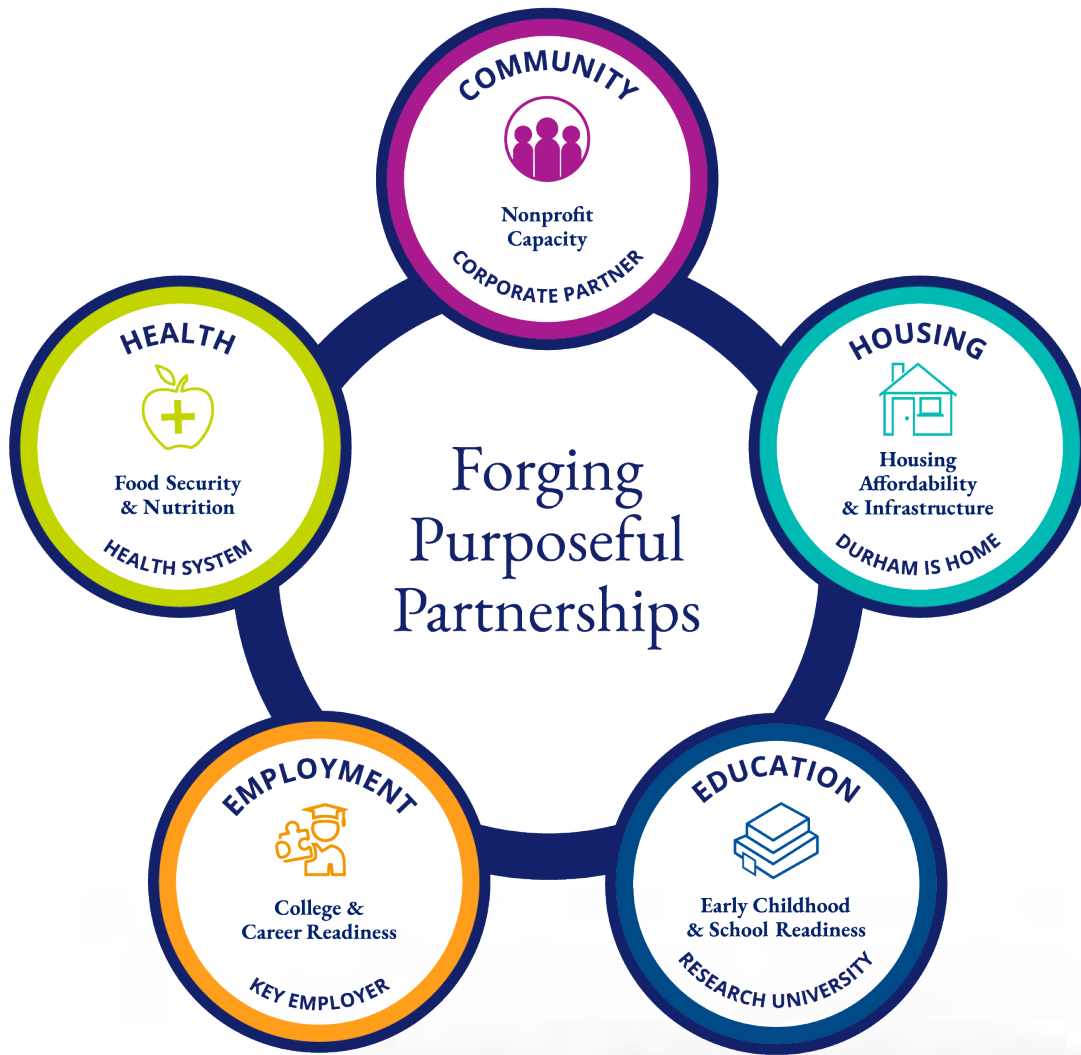 COMMUNITY
Nonprofit
Capacity
CORPORATE PARTNER
HEALTH
Food Security
& Nutrition
HEALTH SYSTEM
HOUSING
Housing
Affordability
& Infrastructure
DURHAM IS HOME
Forging
Purposeful
Partnerships
EMPLOYMENT
College &
Career Readiness
KEY EMPLOYER
EDUCATION
Early Childhood
& School Readiness
RESEARCH UNIVERSITY